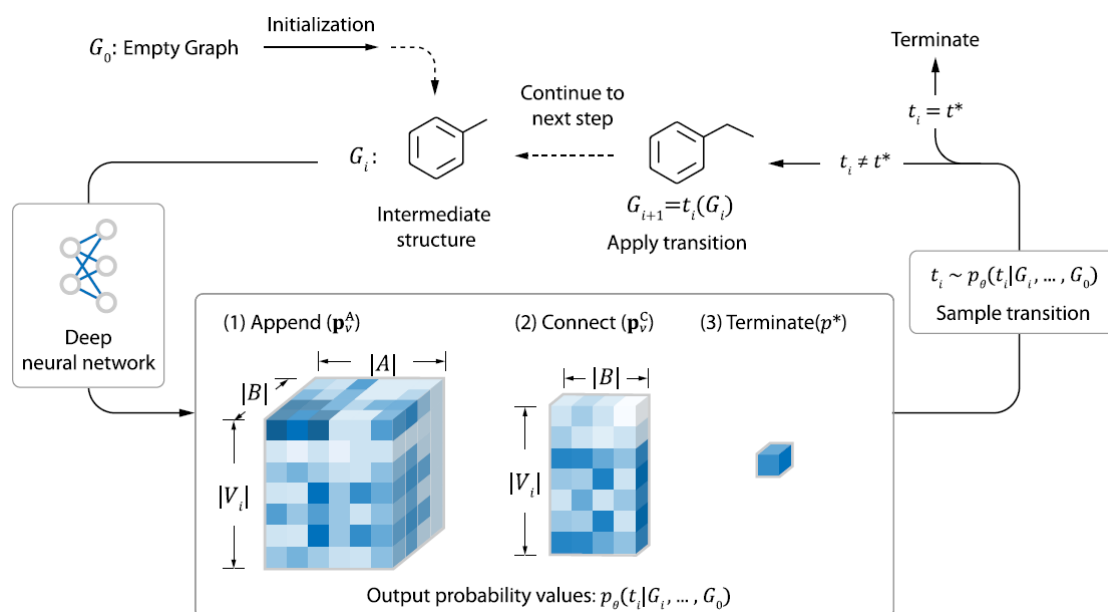 Initialization
G₀: Empty Graph
Terminate
Continue to
next step
tᵢ = t*
Gᵢ:
tᵢ ≠ t*
Gᵢ₊₁=tᵢ(Gᵢ)
Intermediate
structure
Apply transition
tᵢ ~ p_θ(tᵢ|Gᵢ, ... , G₀)
Sample transition
Deep
neural network
(1) Append (𝐩ᵥᴬ)
(2) Connect (𝐩ᵥᶜ)
(3) Terminate(p*)
|A|
|B|
|Vᵢ|
|B|
|Vᵢ|
Output probability values: p_θ(tᵢ|Gᵢ, ... , G₀)